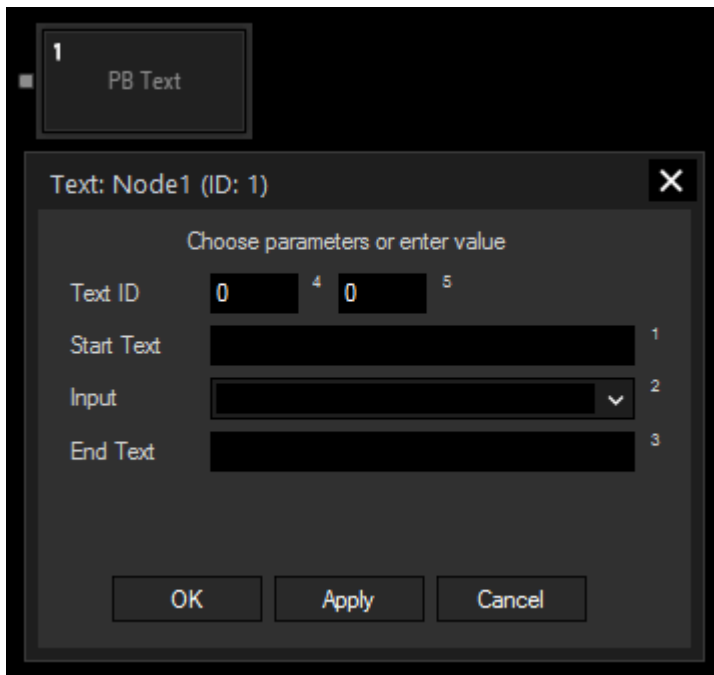 1
PB Text
Text: Node1 (ID: 1)
Choose parameters or enter value
Text ID 0 4 0 5
Start Text 1
Input 2
End Text 3
OK Apply Cancel